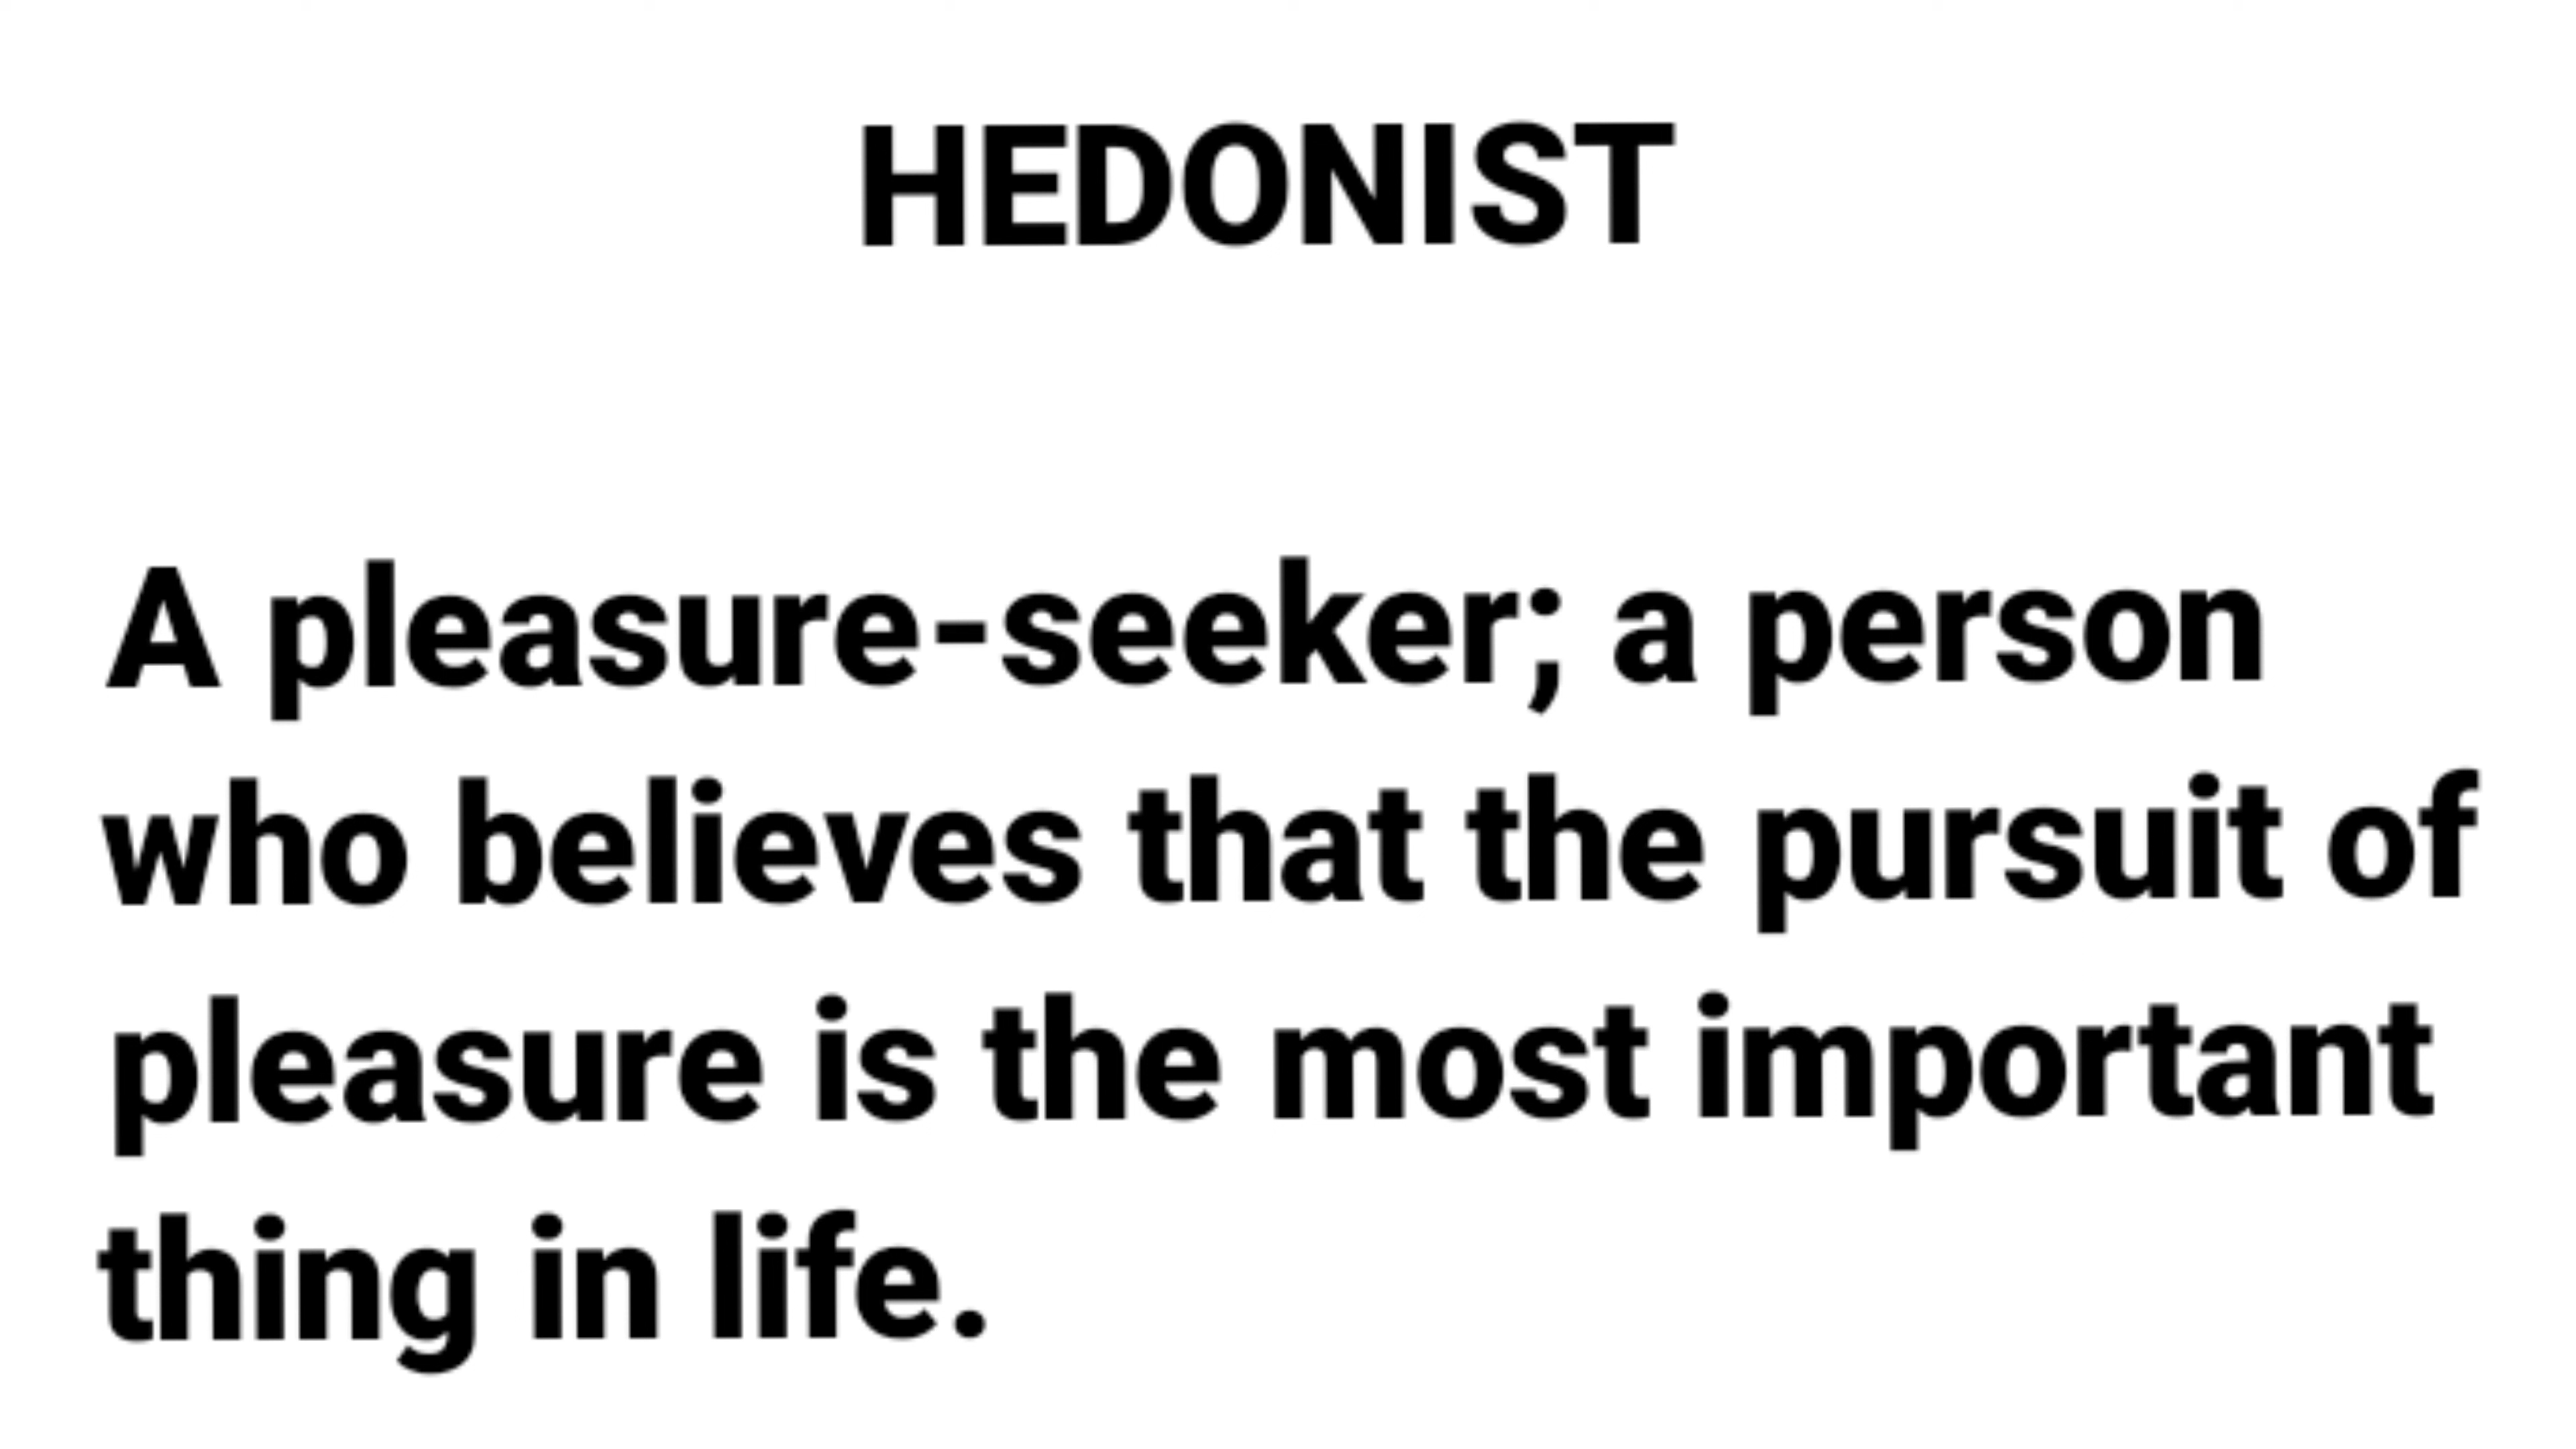 HEDONIST
A pleasure-seeker; a person
who believes that the pursuit of
pleasure is the most important
thing in life.